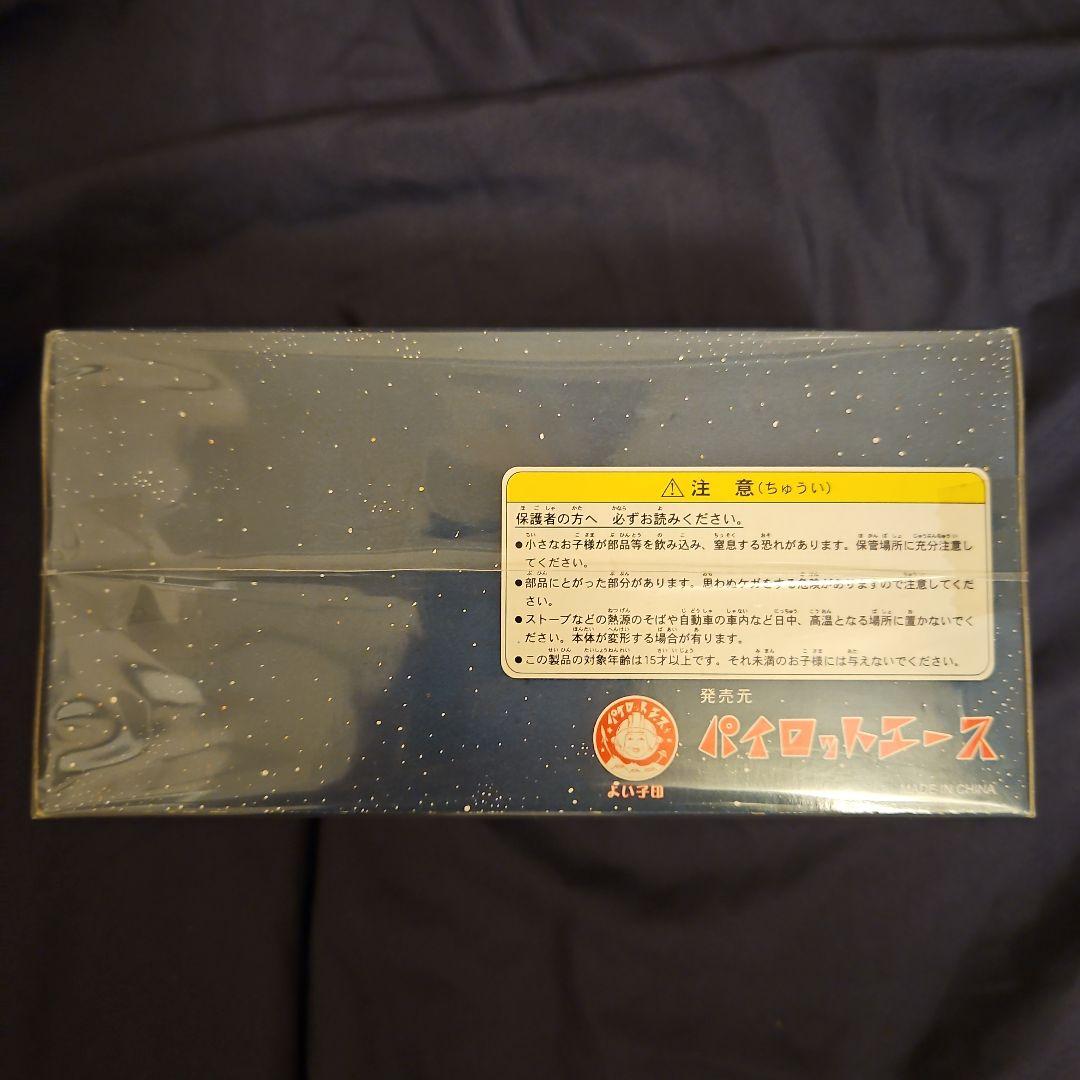 ⚠注 意(ちゅうい)
保護者の方へ 必ずお読みください。
●小さなお子様が部品等を飲み込み、窒息する恐れがあります。保管場所に充分注意し
てください。
●部品にとがった部分があります。思わぬケガをする危険がありますので注意してくだ
さい。
●ストーブなどの熱源のそばや自動車の車内など日中、高温となる場所に置かないでく
ださい。本体が変形する場合が有ります。
●この製品の対象年齢は15才以上です。それ未満のお子様には与えないでください。
発売元
パイロットエース
パイロットエース
よい子印
MADE IN CHINA